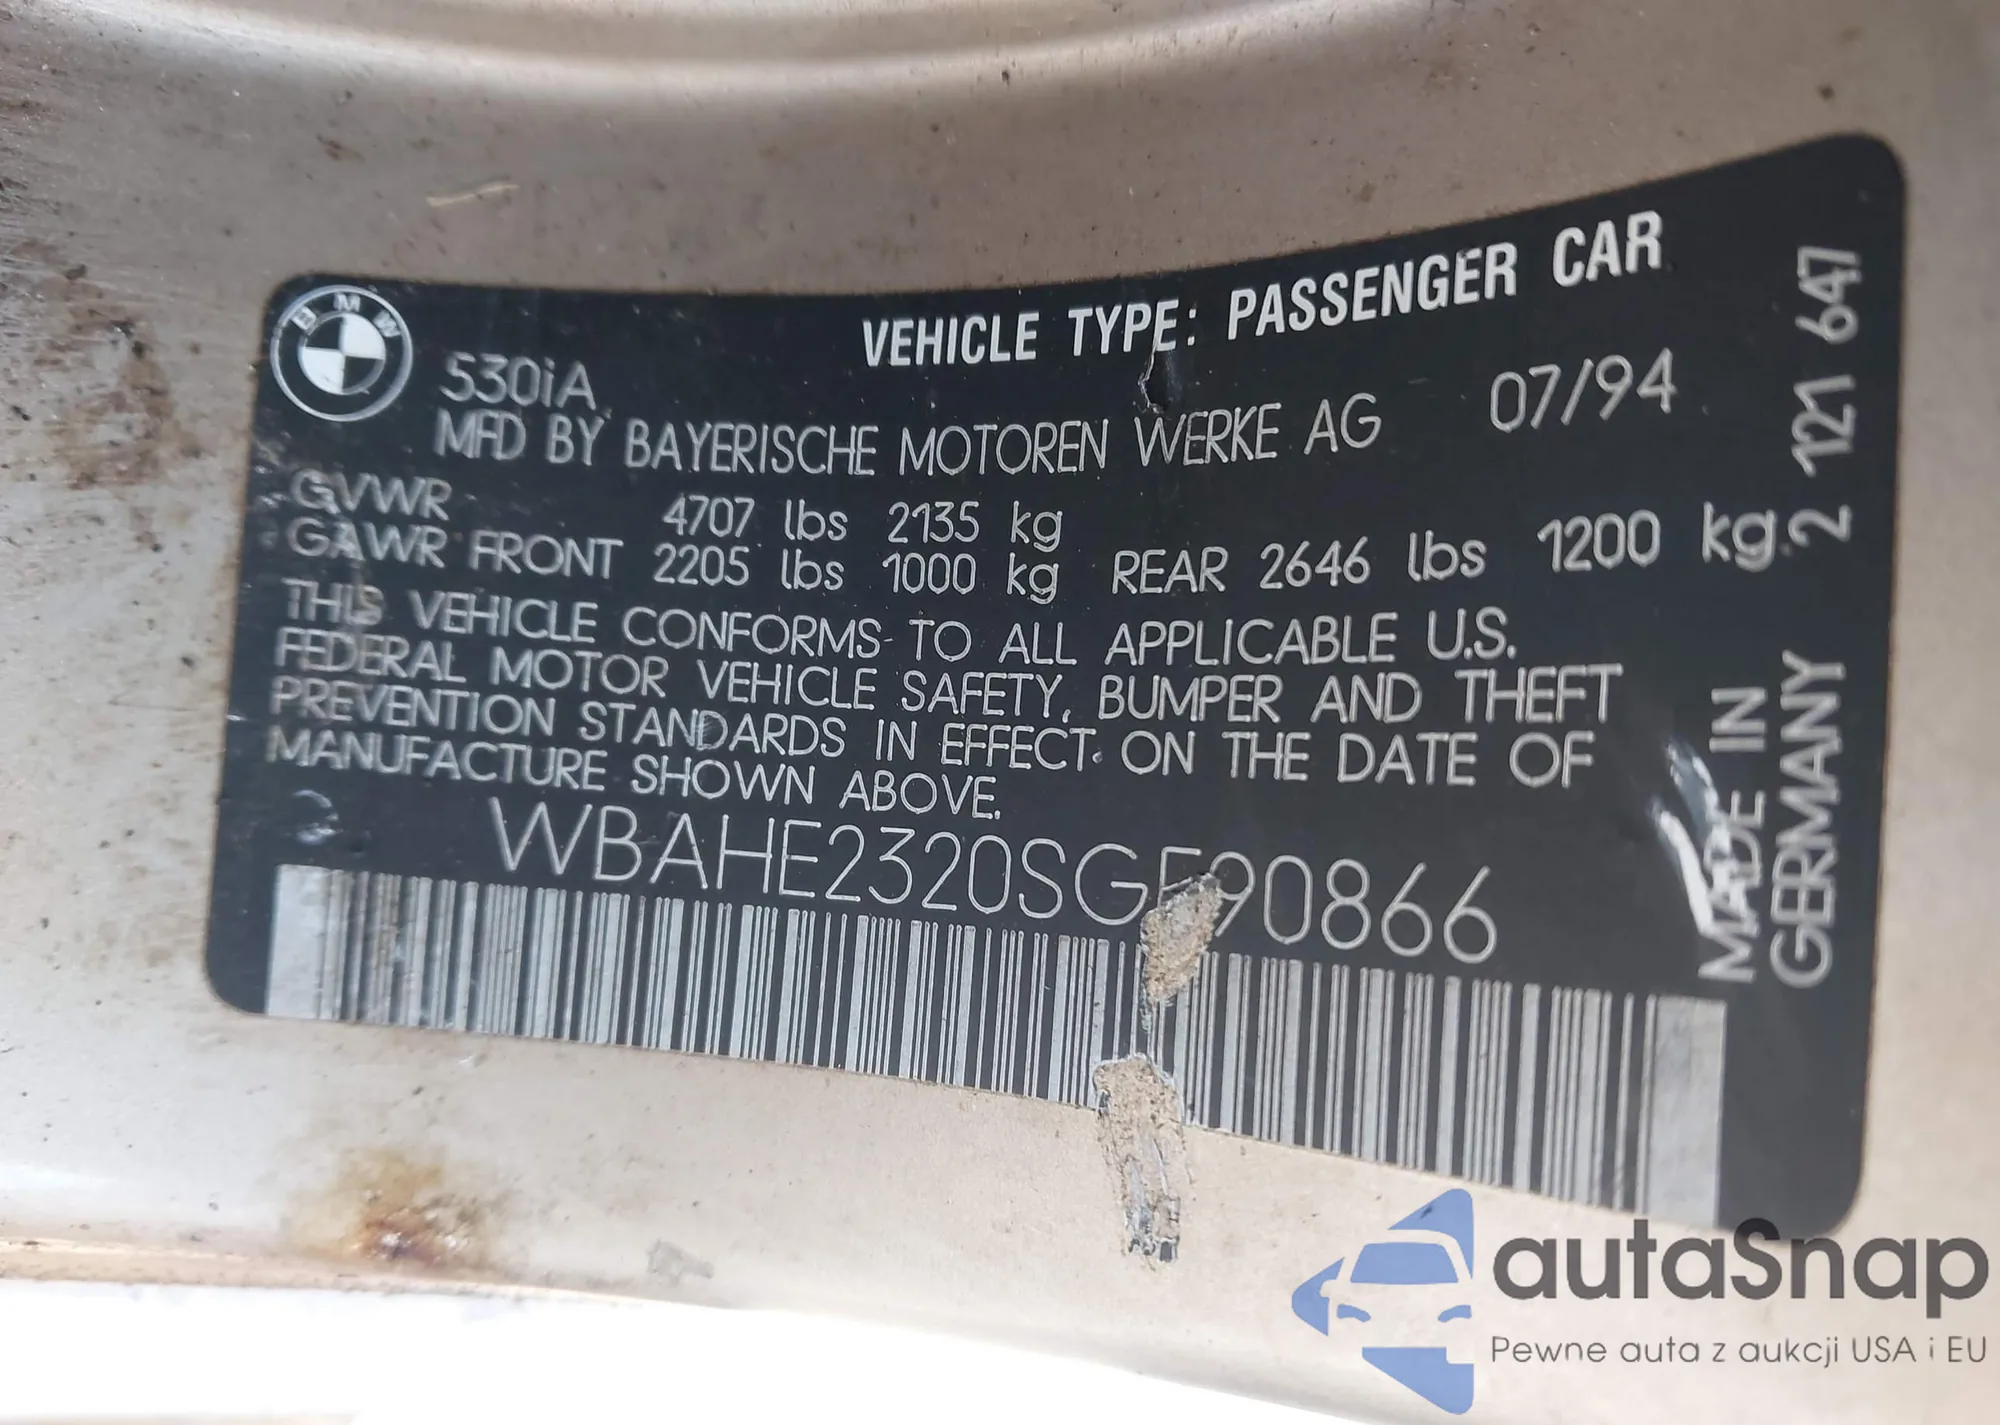 BMW
VEHICLE TYPE: PASSENGER CAR
530iA
MFD BY BAYERISCHE MOTOREN WERKE AG 07/94
GVWR 4707 lbs 2135 kg
GAWR FRONT 2205 lbs 1000 kg REAR 2646 lbs 1200 kg
THIS VEHICLE CONFORMS TO ALL APPLICABLE U.S.
FEDERAL MOTOR VEHICLE SAFETY, BUMPER AND THEFT
PREVENTION STANDARDS IN EFFECT ON THE DATE OF
MANUFACTURE SHOWN ABOVE.
MADE IN
GERMANY 2 121 647
autaSnap
Pewne auta z aukcji USA i EU